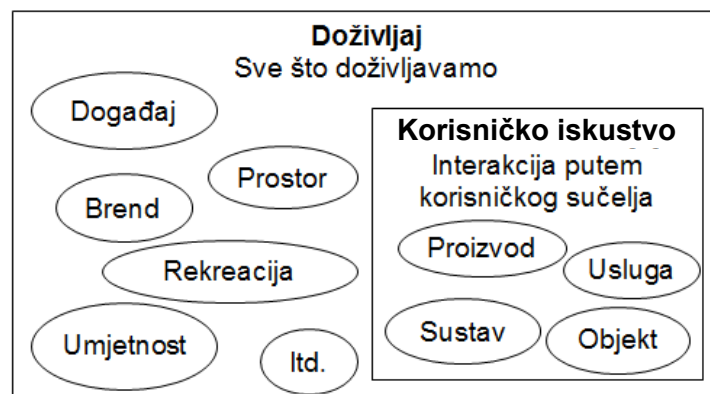 Doživljaj
Sve što doživljavamo
Događaj
Prostor
Brend
Rekreacija
Umjetnost
Itd.
Korisničko iskustvo
Interakcija putem
korisničkog sučelja
Proizvod
Usluga
Sustav
Objekt